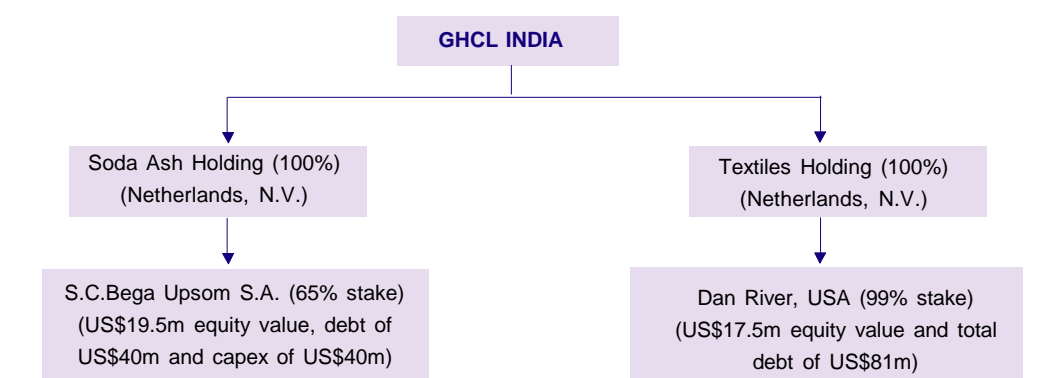 GHCL INDIA
Soda Ash Holding (100%)
(Netherlands, N.V.)
Textiles Holding (100%)
(Netherlands, N.V.)
S.C.Bega Upsom S.A. (65% stake)
(US$19.5m equity value, debt of
US$40m and capex of US$40m)
Dan River, USA (99% stake)
(US$17.5m equity value and total
debt of US$81m)